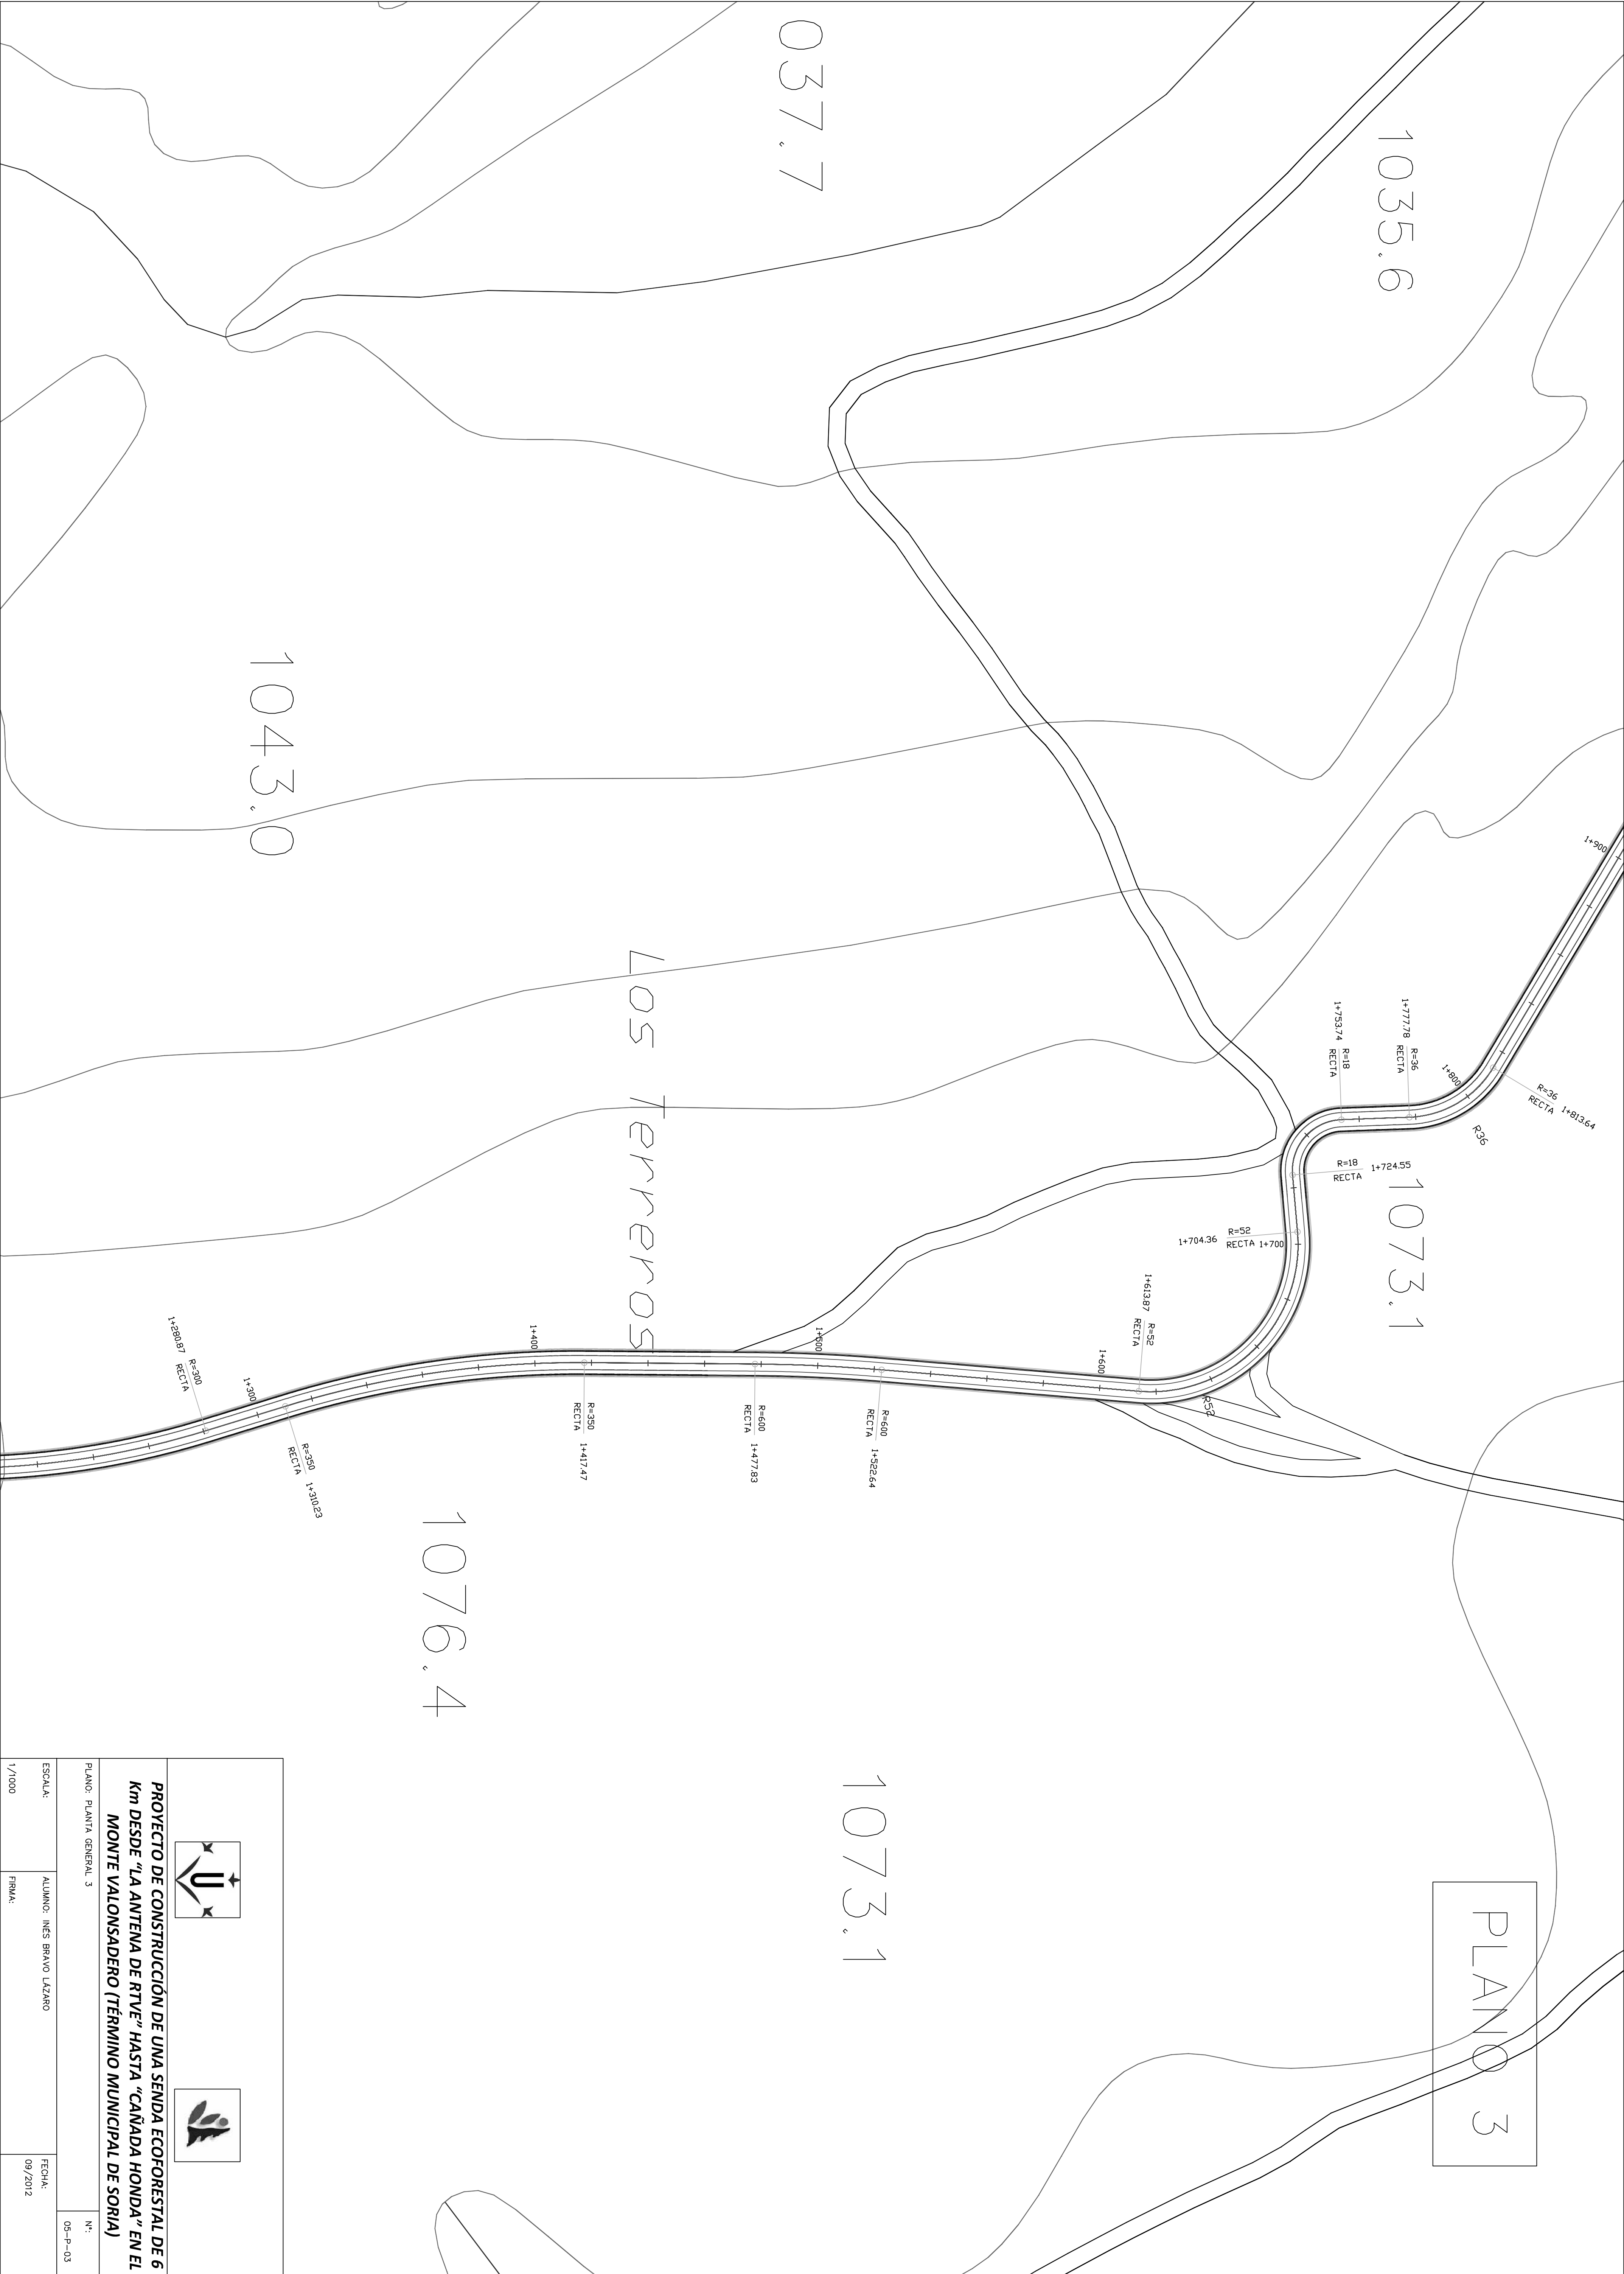 PLANO 3
1035.6
037.7
1043.0
Los Terreros
1073.1
1076.4
1073.1
1+900
R=36
RECTA 1+813.64
R36
1+800
1+777.78 R=36
RECTA
1+753.74 R=18
RECTA
R=18
RECTA 1+724.55
1+704.36 R=52
RECTA 1+700
1+613.87 R=52
RECTA
R52
1+600
R=600
RECTA 1+522.64
1+500
R=600
RECTA 1+477.83
R=350
RECTA 1+417.47
1+400
R=350
RECTA 1+310.23
1+300
1+280.87 R=300
RECTA
U
PROYECTO DE CONSTRUCCIÓN DE UNA SENDA ECOFORESTAL DE 6
Km DESDE "LA ANTENA DE RTVE" HASTA "CAÑADA HONDA" EN EL
MONTE VALONSADERO (TÉRMINO MUNICIPAL DE SORIA)
PLANO: PLANTA GENERAL 3
Nº:
05-P-03
ESCALA:
1/1000
ALUMNO: INÉS BRAVO LÁZARO
FIRMA:
FECHA:
09/2012